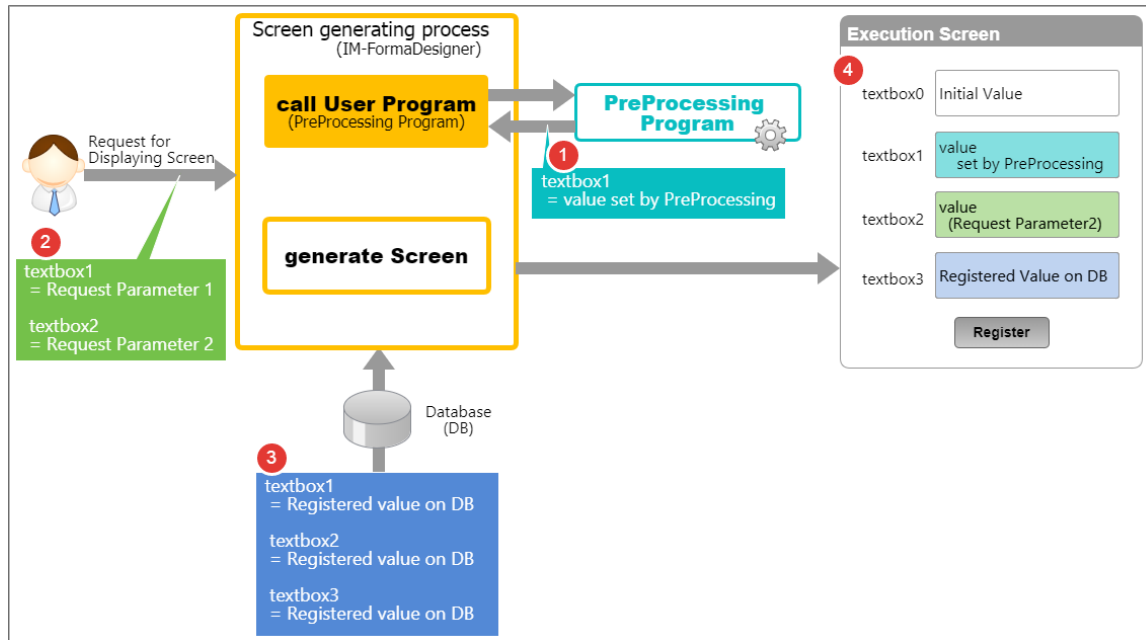 Screen generating process
(IM-FormaDesigner)
call User Program
(PreProcessing Program)
PreProcessing
Program
1
textbox1
= value set by PreProcessing
Request for
Displaying Screen
2
textbox1
= Request Parameter 1
textbox2
= Request Parameter 2
generate Screen
Database
(DB)
3
textbox1
= Registered value on DB
textbox2
= Registered value on DB
textbox3
= Registered value on DB
Execution Screen
4
textbox0
Initial Value
textbox1
value
set by PreProcessing
textbox2
value
(Request Parameter2)
textbox3
Registered Value on DB
Register